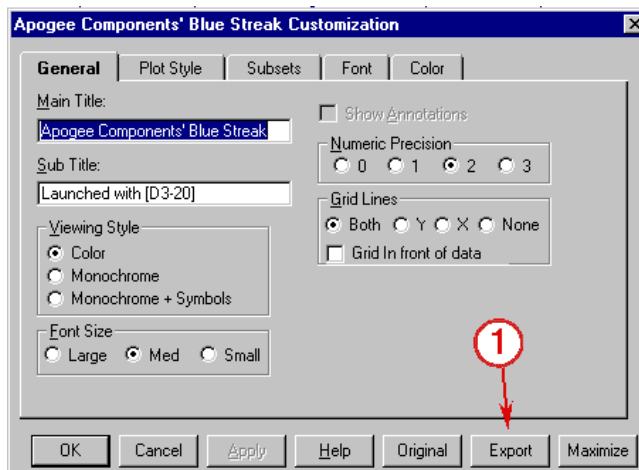 Apogee Components' Blue Streak Customization
General Plot Style Subsets Font Color
Main Title:
Apogee Components' Blue Streak
Sub Title:
Launched with [D3-20]
Viewing Style
Color
Monochrome
Monochrome + Symbols
Font Size
Large Med Small
Show Annotations
Numeric Precision
0 1 2 3
Grid Lines
Both Y X None
Grid In front of data
1
OK Cancel Apply Help Original Export Maximize